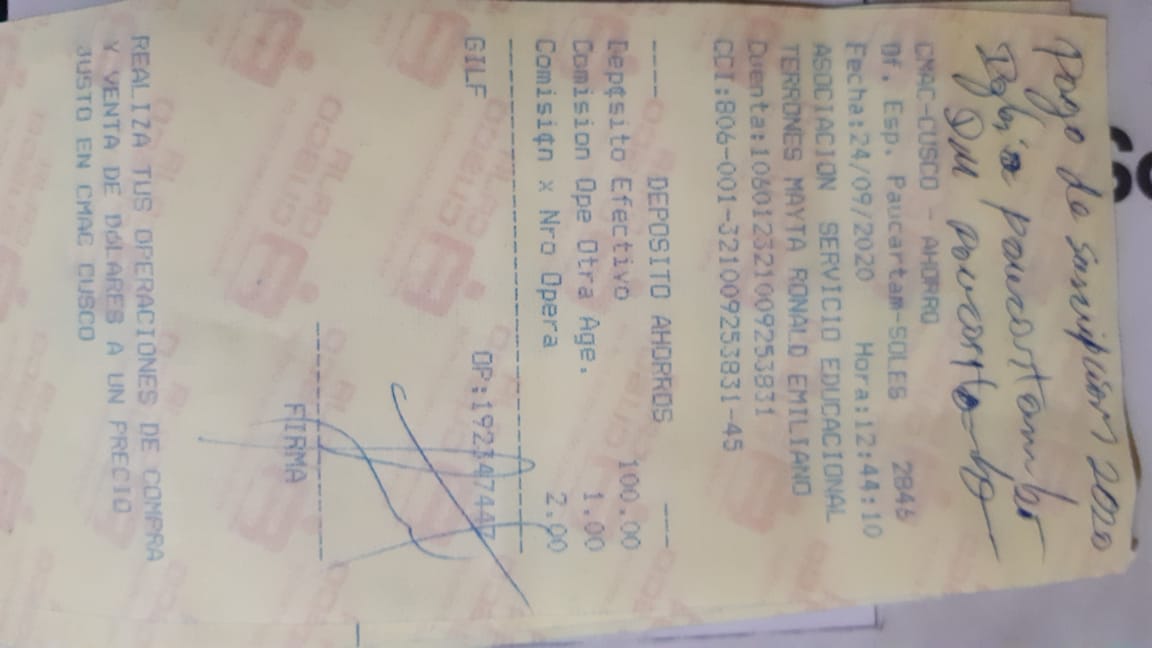 Pago de 2020
paucartambo
CMAC-CUSCO - AHORRO
Of. Esp. Paucartam-SOLES 2846
Fecha:24/09/2020 Hora:12:44:10
ASOCIACION SERVICIO EDUCACIONAL
TERRONES MAYTA RONALD EMILIANO
Cuenta:106012321009253831
CCI:806-001-321009253831-45
---- DEPOSITO AHORROS ---
Depósito Efectivo 100.00
Comision Ope Otra Age. 1.00
Comisión x Nro Opera 2.00
GILF OP:192347447
FIRMA
REALIZA TUS OPERACIONES DE COMPRA
Y VENTA DE DóLARES A UN PRECIO
JUSTO EN CMAC CUSCO